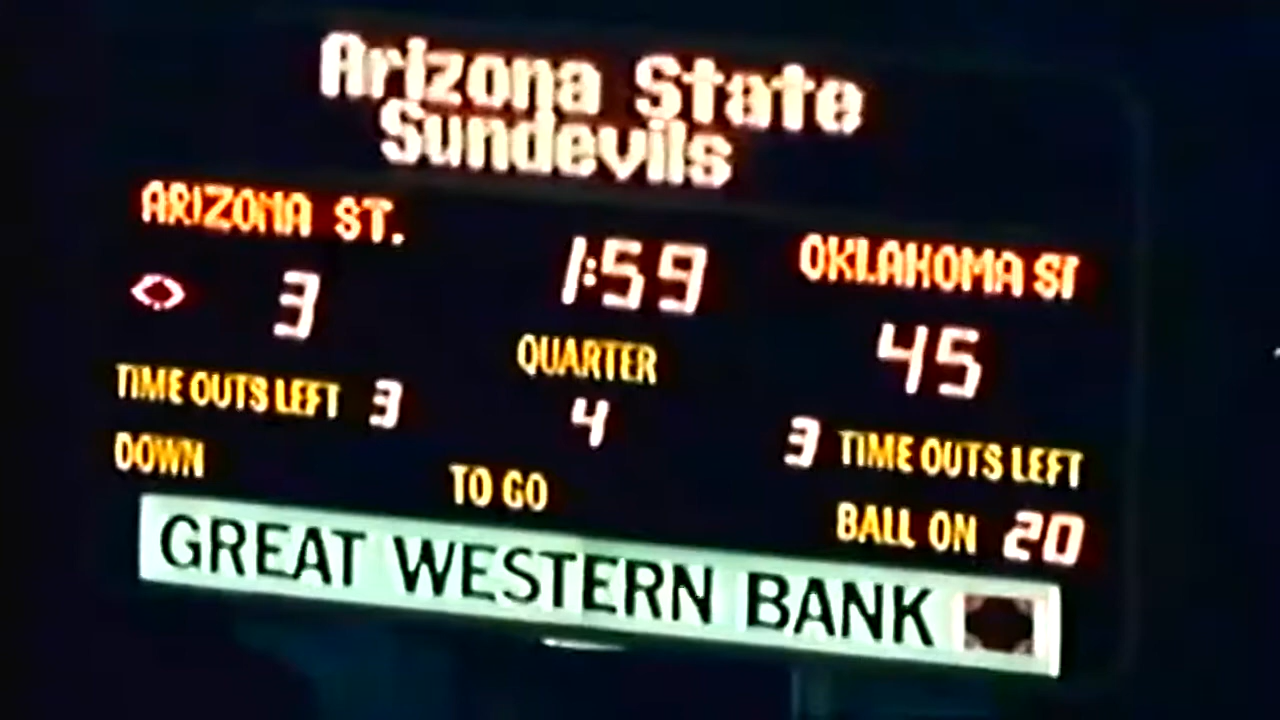 Arizona State
Sundevils
ARIZONA ST.
1:59
OKLAHOMA ST
3
45
QUARTER
TIME OUTS LEFT 3
4
3 TIME OUTS LEFT
DOWN
TO GO
BALL ON 20
GREAT WESTERN BANK